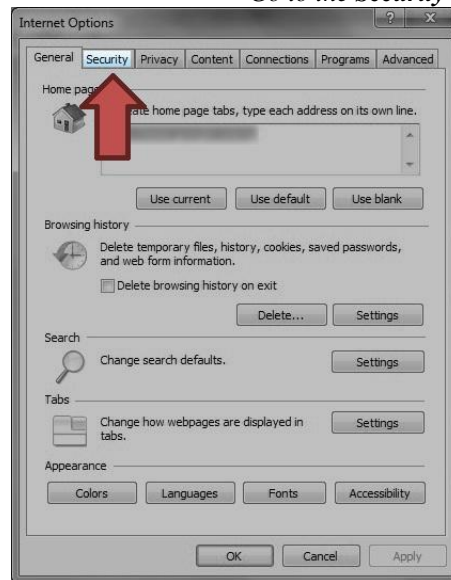 Go to the Security
Internet Options
General Security Privacy Content Connections Programs Advanced
Home page
home page tabs, type each address on its own line.
Use current Use default Use blank
Browsing history
Delete temporary files, history, cookies, saved passwords,
and web form information.
Delete browsing history on exit
Delete... Settings
Search
Change search defaults. Settings
Tabs
Change how webpages are displayed in
tabs.
Settings
Appearance
Colors Languages Fonts Accessibility
OK Cancel Apply